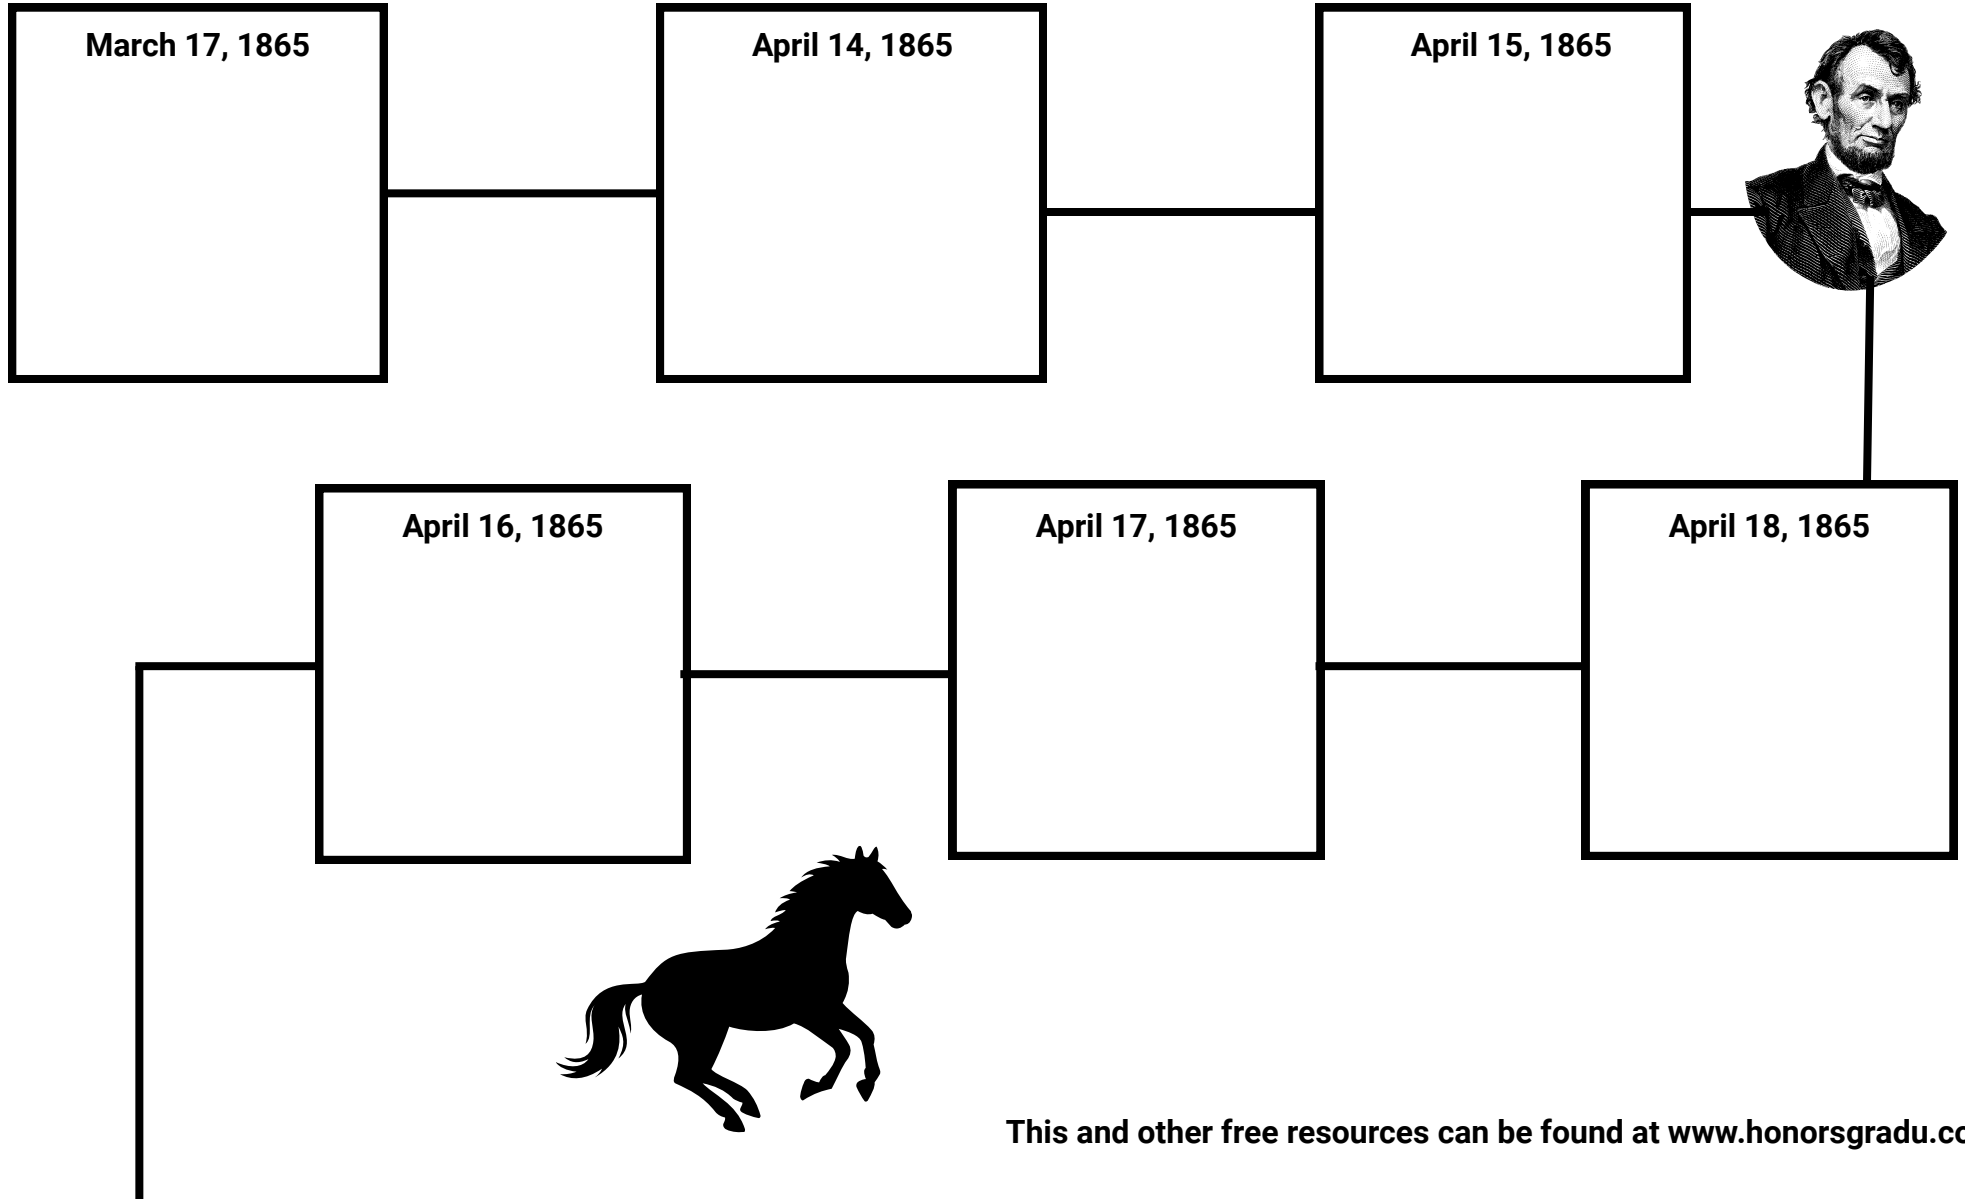 March 17, 1865
April 14, 1865
April 15, 1865
April 16, 1865
April 17, 1865
April 18, 1865
This and other free resources can be found at www.honorsgradu.co